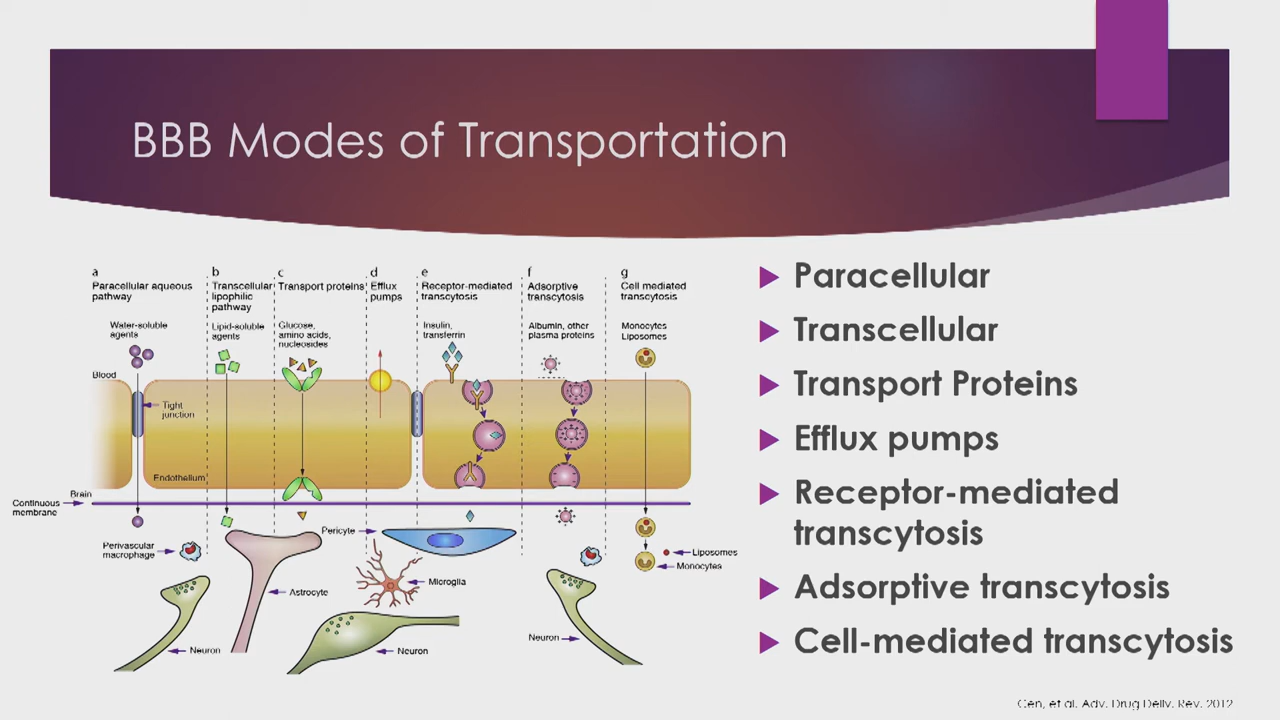 BBB Modes of Transportation
a
Paracellular aqueous
pathway
b
Transcellular
lipophilic
pathway
c
Transport proteins
d
Efflux
pumps
e
Receptor-mediated
transcytosis
f
Adsorptive
transcytosis
g
Cell mediated
transcytosis
Water-soluble
agents
Lipid-soluble
agents
Glucose,
amino acids,
nucleosides
Insulin,
transferrin
Albumin, other
plasma proteins
Monocytes
Liposomes
Blood
Tight
junction
Endothelium
Brain
Continuous
membrane
Pericyte
Perivascular
macrophage
Liposomes
Monocytes
Microglia
Astrocyte
Neuron
Neuron
Neuron
Paracellular
Transcellular
Transport Proteins
Efflux pumps
Receptor-mediated
transcytosis
Adsorptive transcytosis
Cell-mediated transcytosis
et al. Adv. Drug Deliv. Rev. 2012